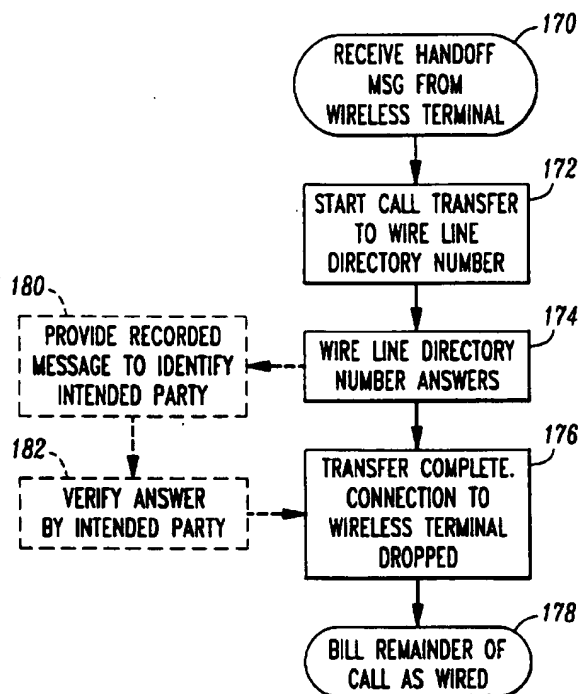 170
RECEIVE HANDOFF
MSG FROM
WIRELESS TERMINAL
172
START CALL TRANSFER
TO WIRE LINE
DIRECTORY NUMBER
174
WIRE LINE DIRECTORY
NUMBER ANSWERS
180
PROVIDE RECORDED
MESSAGE TO IDENTIFY
INTENDED PARTY
182
VERIFY ANSWER
BY INTENDED PARTY
176
TRANSFER COMPLETE.
CONNECTION TO
WIRELESS TERMINAL
DROPPED
178
BILL REMAINDER OF
CALL AS WIRED